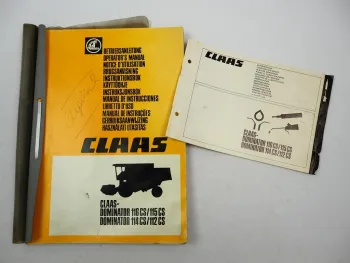 BETRIEBSANLEITUNG
OPERATOR'S MANUAL
NOTICE D'UTILISATION
BRUGSANVISNING
INSTRUKTIONSBOK
KÄYTTÖOHJE
INSTRUKSJONSBOK
MANUAL DE INSTRUCCIONES
LIBRETTO D'USO
MANUAL DE INSTRUÇÕES
GEBRUIKSAANWIJZING
HASZNALATI UTASITAS
CLAAS
CLAAS-
DOMINATOR 116 CS/115 CS
DOMINATOR 114 CS/112 CS
CLAAS
CLAAS-
DOMINATOR 116 CS/115 CS
DOMINATOR 114 CS/112 CS